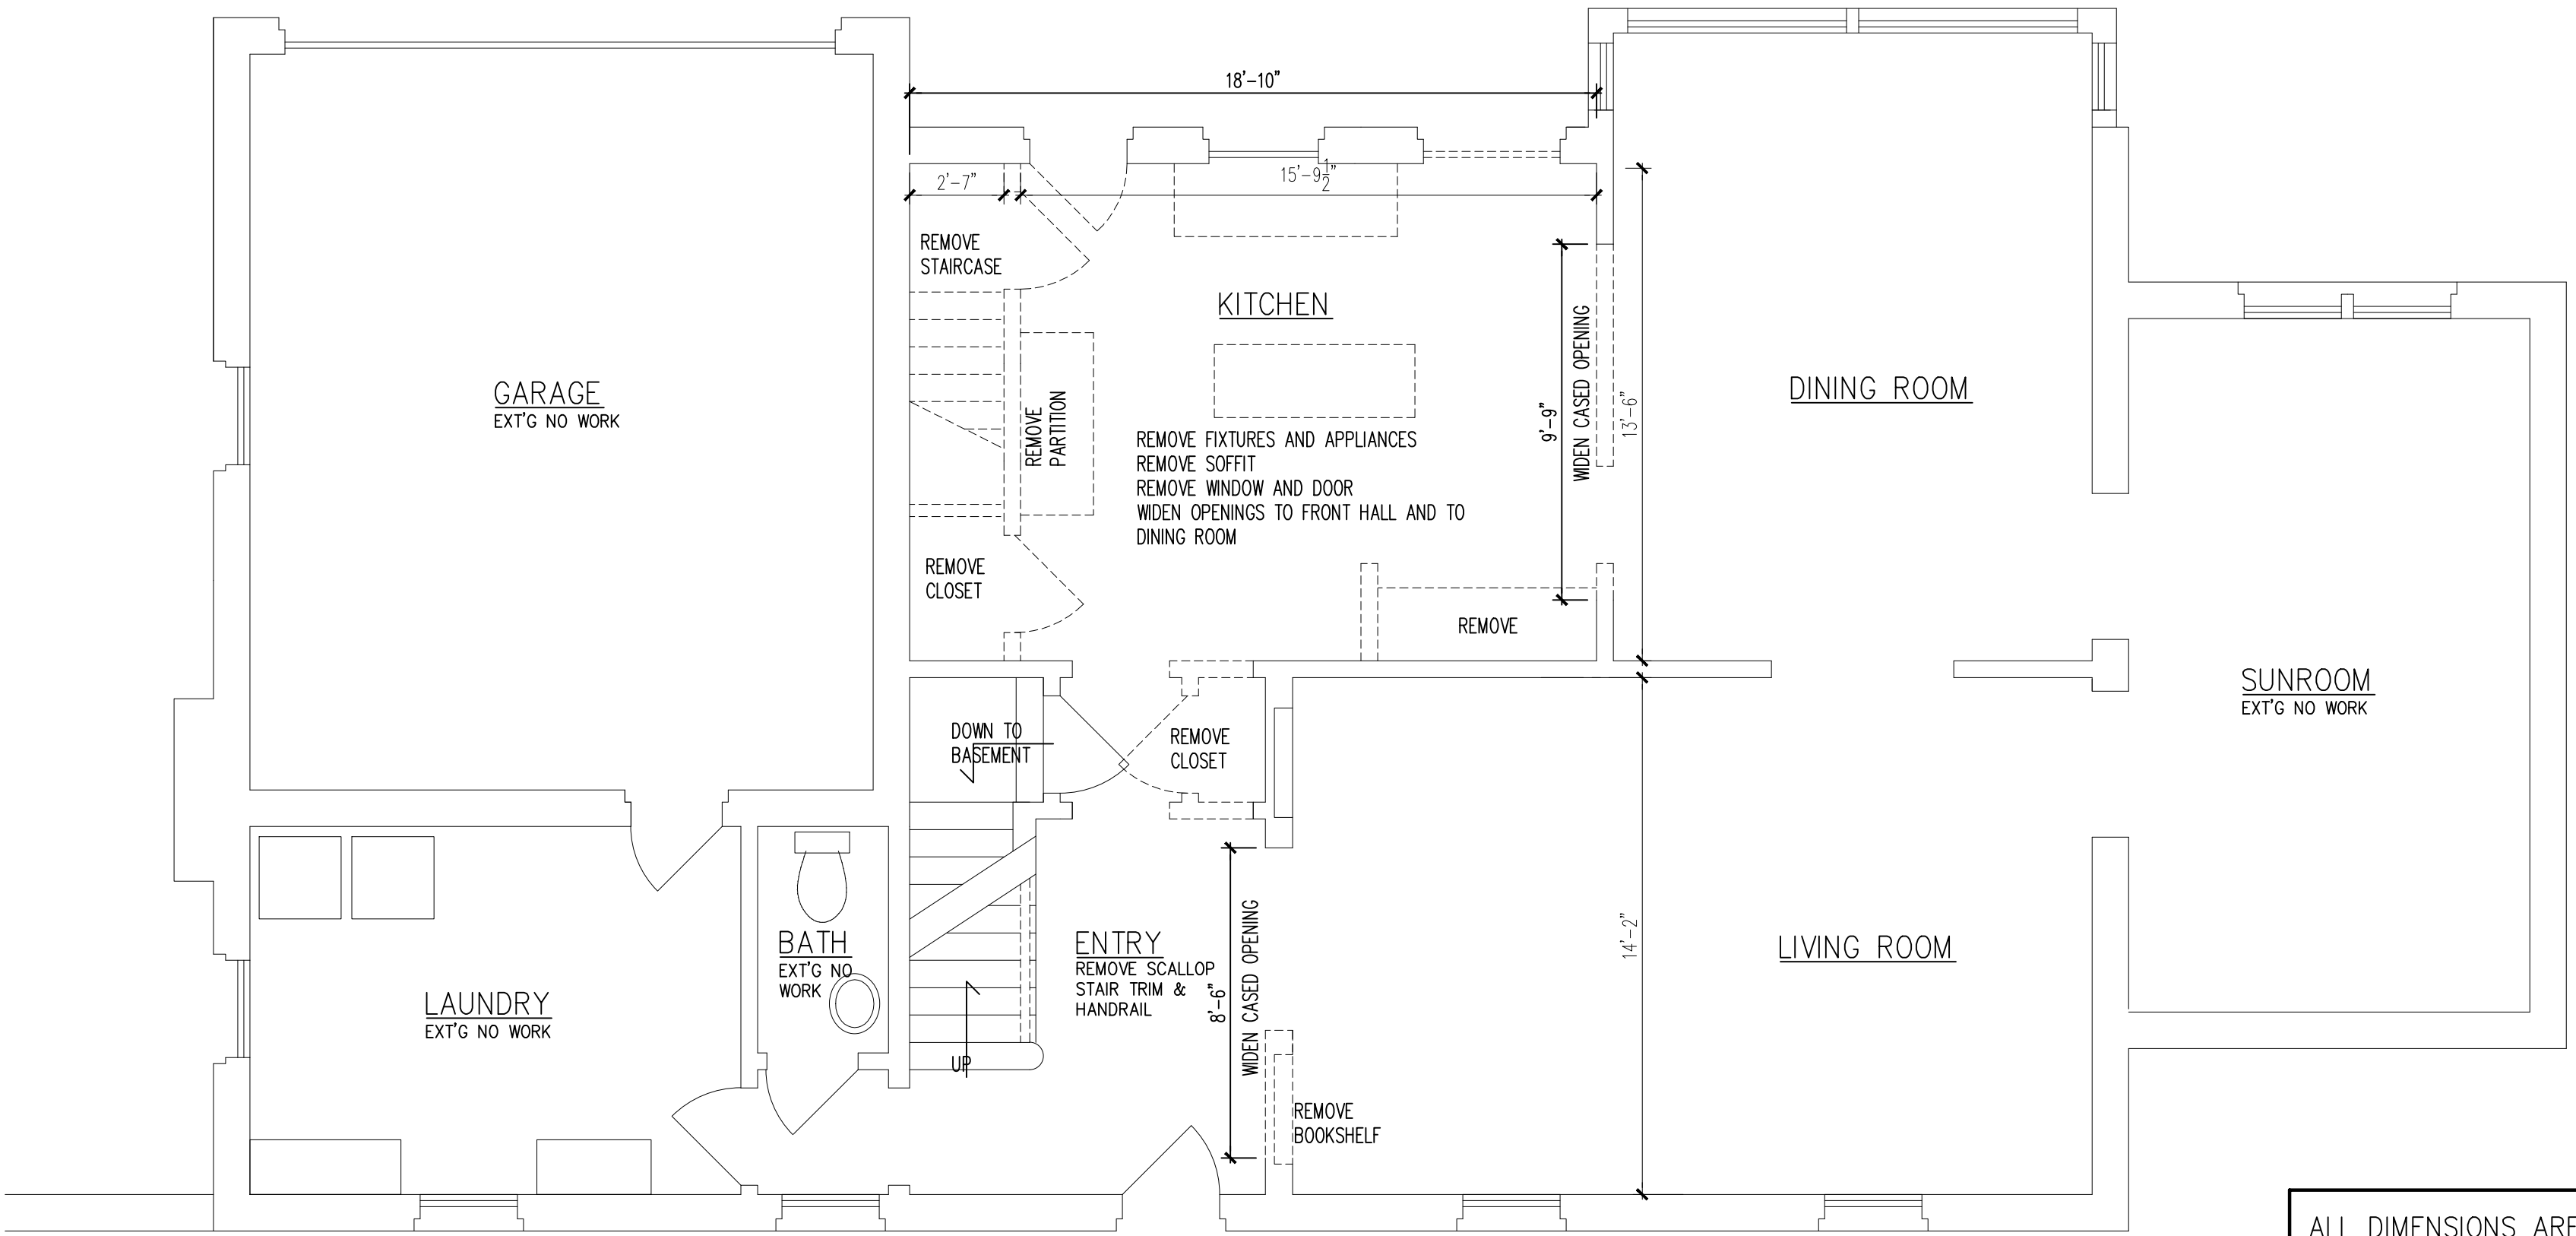 18'-10"
2'-7"
15'-9 1/2"
REMOVE
STAIRCASE
KITCHEN
GARAGE
EXT'G NO WORK
REMOVE
PARTITION
REMOVE FIXTURES AND APPLIANCES
REMOVE SOFFIT
REMOVE WINDOW AND DOOR
WIDEN OPENINGS TO FRONT HALL AND TO
DINING ROOM
9'-9"
WIDEN CASED OPENING
13'-6"
DINING ROOM
REMOVE
CLOSET
REMOVE
SUNROOM
EXT'G NO WORK
DOWN TO
BASEMENT
REMOVE
CLOSET
BATH
EXT'G NO
WORK
ENTRY
REMOVE SCALLOP
STAIR TRIM &
HANDRAIL
8'-6"
WIDEN CASED OPENING
14'-2"
LIVING ROOM
LAUNDRY
EXT'G NO WORK
UP
REMOVE
BOOKSHELF
ALL DIMENSIONS ARE